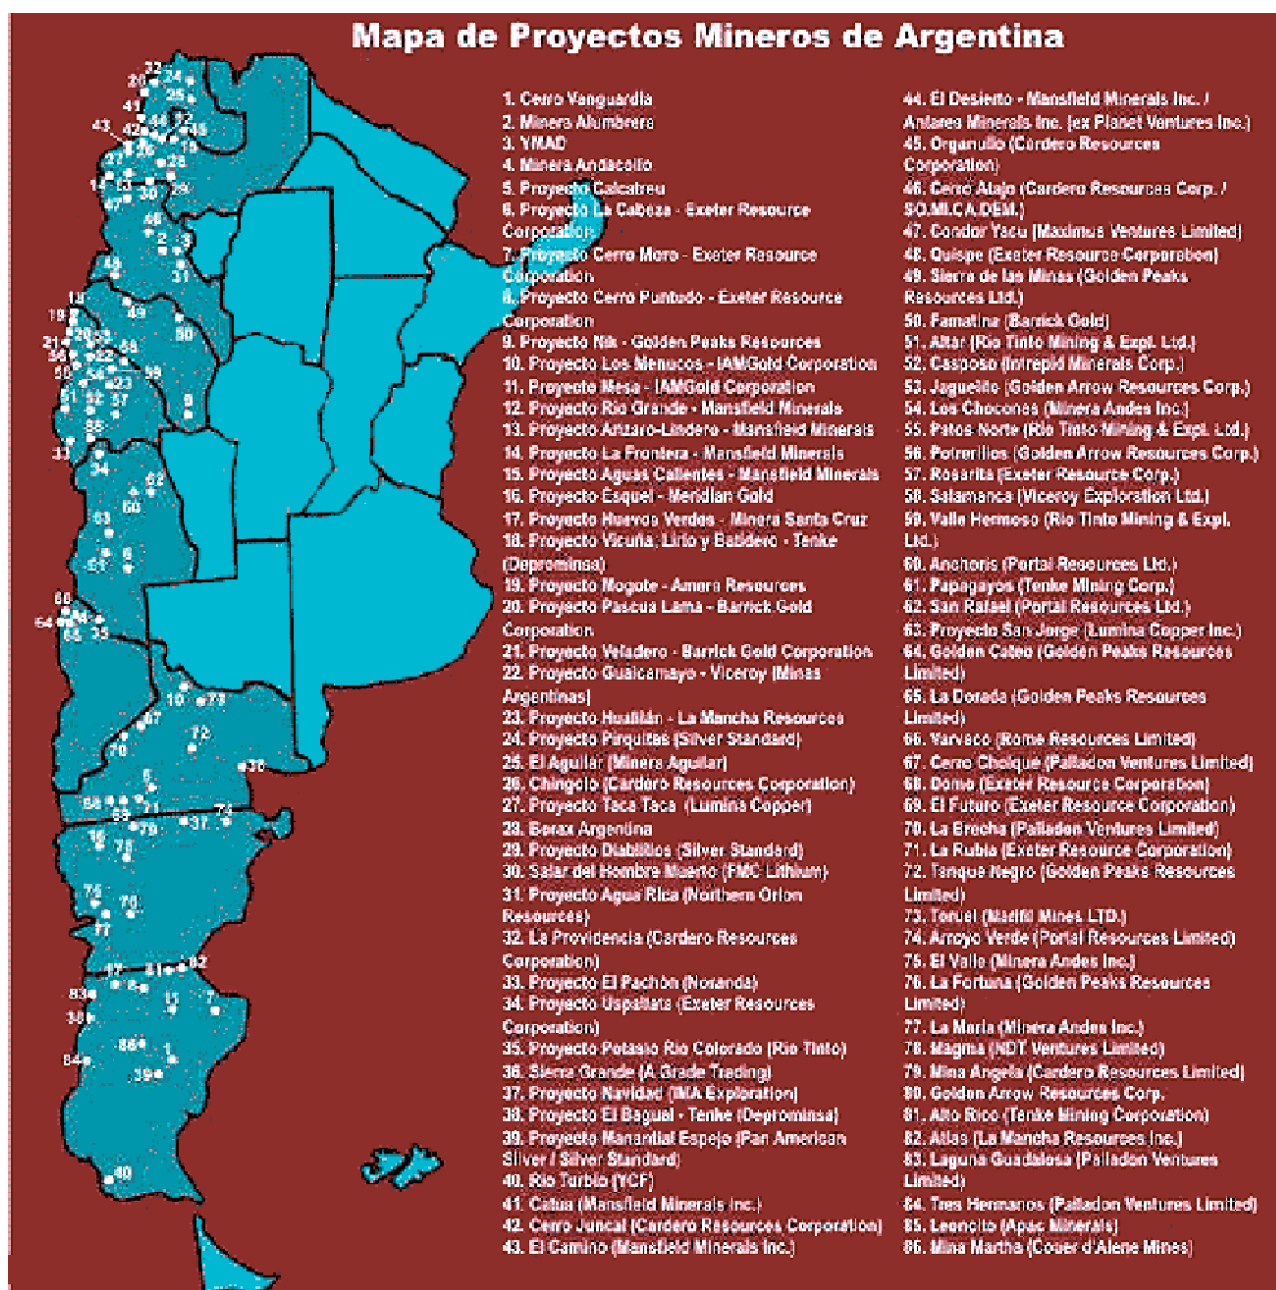 Mapa de Proyectos Mineros de Argentina
1. Cerro Vanguardia
2. Minera Alumbrera
3. YMAD
4. Minera Andacollo
5. Proyecto Calcatreu
6. Proyecto La Cabeza - Exeter Resource
Corporation
7. Proyecto Cerro Moro - Exeter Resource
Corporation
8. Proyecto Cerro Puntudo - Exeter Resource
Corporation
9. Proyecto Nik - Golden Peaks Resources
10. Proyecto Los Menucos - IAMGold Corporation
11. Proyecto Mesa - IAMGold Corporation
12. Proyecto Rio Grande - Mansfield Minerals
13. Proyecto Arizaro-Lindero - Mansfield Minerals
14. Proyecto La Frontera - Mansfield Minerals
15. Proyecto Aguas Calientes - Mansfield Minerals
16. Proyecto Esquel - Meridian Gold
17. Proyecto Huevos Verdes - Minera Santa Cruz
18. Proyecto Vicuña, Lirio y Batidero - Tenke
(Deprominsa)
19. Proyecto Mogote - Amera Resources
20. Proyecto Pascua Lama - Barrick Gold
Corporation
21. Proyecto Veladero - Barrick Gold Corporation
22. Proyecto Gualcamayo - Viceroy (Minas
Argentinas)
23. Proyecto Hualilán - La Mancha Resources
24. Proyecto Pirquitas (Silver Standard)
25. El Aguilar (Minera Aguilar)
26. Chingolo (Cardero Resources Corporation)
27. Proyecto Taca Taca (Lumina Copper)
28. Borax Argentina
29. Proyecto Diablillos (Silver Standard)
30. Salar del Hombre Muerto (FMC Lithium)
31. Proyecto Agua Rica (Northern Orion
Resources)
32. La Providencia (Cardero Resources
Corporation)
33. Proyecto El Pachón (Noranda)
34. Proyecto Uspallata (Exeter Resources
Corporation)
35. Proyecto Potasio Rio Colorado (Rio Tinto)
36. Sierra Grande (A Grade Trading)
37. Proyecto Navidad (IMA Exploration)
38. Proyecto El Bagual - Tenke (Deprominsa)
39. Proyecto Manantial Espejo (Pan American
Silver / Silver Standard)
40. Rio Turbio (YCF)
41. Catua (Mansfield Minerals Inc.)
42. Cerro Juncal (Cardero Resources Corporation)
43. El Camino (Mansfield Minerals Inc.)
44. El Desierto - Mansfield Minerals Inc. /
Antares Minerals Inc. (ex Planet Ventures Inc.)
45. Organullo (Cardero Resources
Corporation)
46. Cerro Atajo (Cardero Resources Corp. /
SO.MI.CA.DEM.)
47. Condor Yacu (Maximus Ventures Limited)
48. Quispe (Exeter Resource Corporation)
49. Sierra de las Minas (Golden Peaks
Resources Ltd.)
50. Famatina (Barrick Gold)
51. Altar (Rio Tinto Mining & Expl. Ltd.)
52. Casposo (Intrepid Minerals Corp.)
53. Jaguelito (Golden Arrow Resources Corp.)
54. Los Chocones (Minera Andes Inc.)
55. Patos Norte (Rio Tinto Mining & Expl. Ltd.)
56. Potrerillos (Golden Arrow Resources Corp.)
57. Rosarita (Exeter Resource Corp.)
58. Salamanca (Viceroy Exploration Ltd.)
59. Valle Hermoso (Rio Tinto Mining & Expl.
Ltd.)
60. Anchoris (Portal Resources Ltd.)
61. Papagayos (Tenke Mining Corp.)
62. San Rafael (Portal Resources Ltd.)
63. Proyecto San Jorge (Lumina Copper Inc.)
64. Golden Cateo (Golden Peaks Resources
Limited)
65. La Dorada (Golden Peaks Resources
Limited)
66. Varvaco (Rome Resources Limited)
67. Cerro Choique (Palladon Ventures Limited)
68. Domo (Exeter Resource Corporation)
69. El Futuro (Exeter Resource Corporation)
70. La Brecha (Palladon Ventures Limited)
71. La Rubia (Exeter Resource Corporation)
72. Tanque Negro (Golden Peaks Resources
Limited)
73. Toruel (Marifil Mines LTD.)
74. Arroyo Verde (Portal Resources Limited)
75. El Valle (Minera Andes Inc.)
76. La Fortuna (Golden Peaks Resources
Limited)
77. La Maria (Minera Andes Inc.)
78. Magma (NDT Ventures Limited)
79. Mina Angela (Cardero Resources Limited)
80. Golden Arrow Resources Corp.
81. Alto Rico (Tenke Mining Corporation)
82. Atlas (La Mancha Resources Inc.)
83. Laguna Guadalosa (Palladon Ventures
Limited)
84. Tres Hermanos (Palladon Ventures Limited)
85. Leoncito (Apac Minerals)
86. Mina Martha (Couer d'Alene Mines)